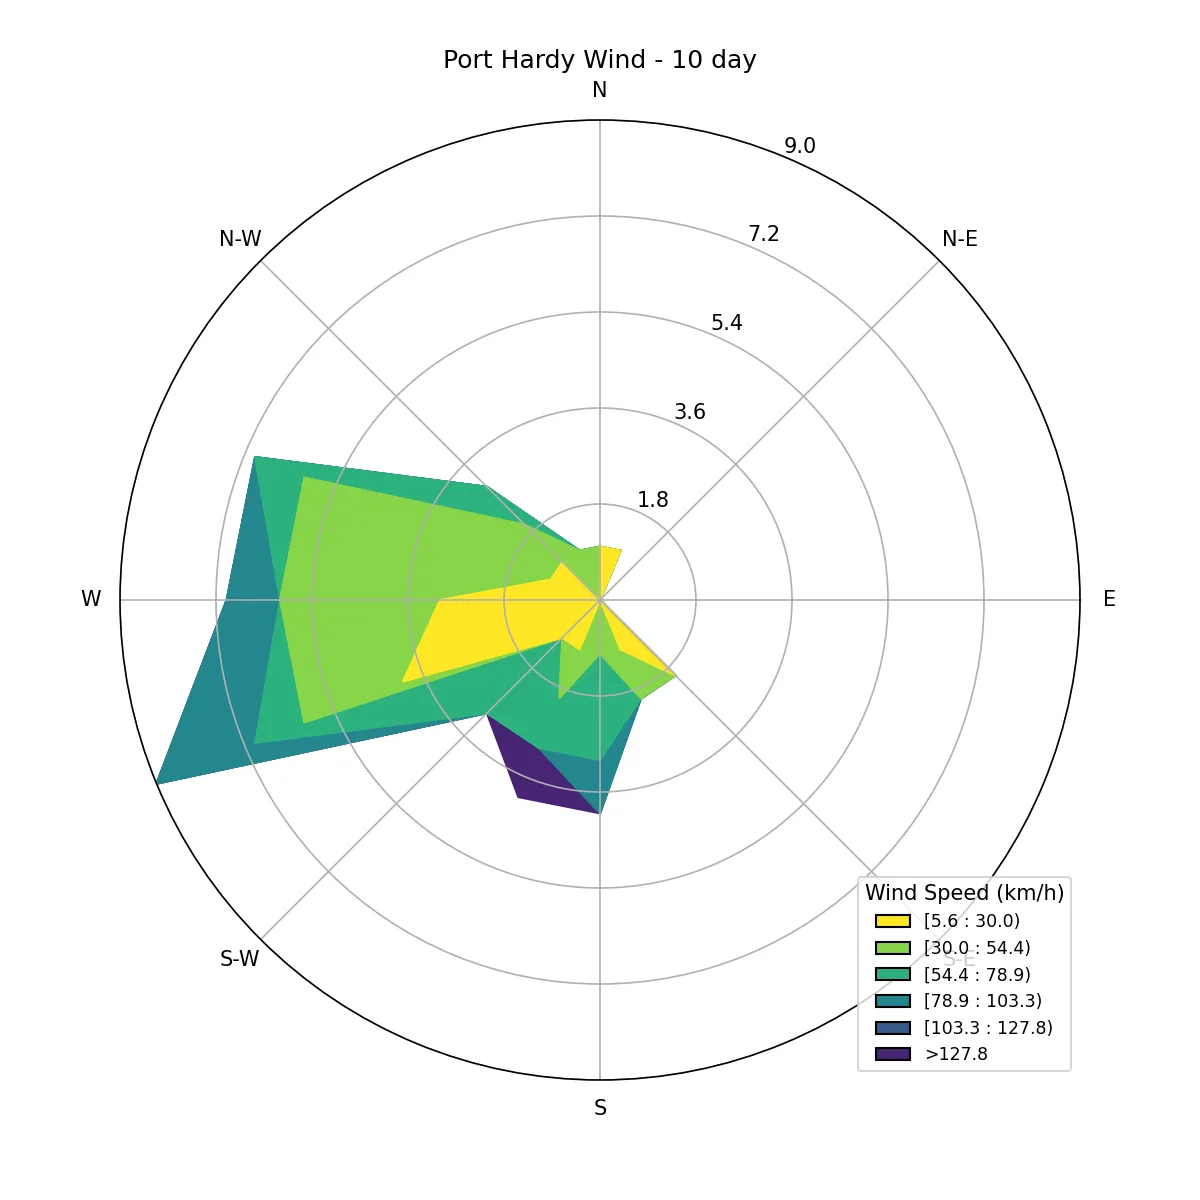 Port Hardy Wind - 10 day
N
9.0
7.2
N-W
N-E
5.4
3.6
1.8
W
E
Wind Speed (km/h)
[5.6 : 30.0)
[30.0 : 54.4)
S-W
S-E
[54.4 : 78.9)
[78.9 : 103.3)
[103.3 : 127.8)
>127.8
S